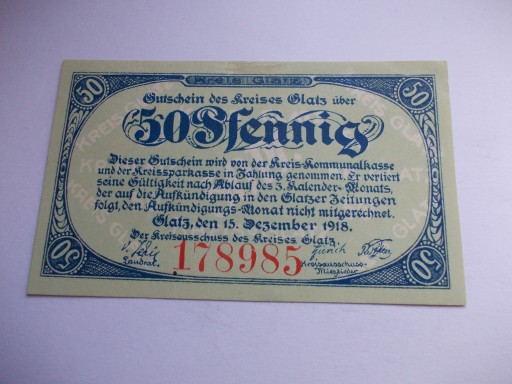 50 50
Kreis Glatz
Gutschein des Kreises Glatz über
50 Pfennig
Dieser Gutschein wird von der Kreis-Kommunalkasse
und der Kreissparkasse in Zahlung genommen. Er verliert
seine Gültigkeit nach Ablauf des 3. Kalender-Monats,
der auf die Aufkündigung in den Glatzer Zeitungen
folgt, den Aufkündigungs-Monat nicht mitgerechnet.
Glatz, den 15. Dezember 1918.
Der Kreisausschuss des Kreises Glatz.
Landrat.
178985
Kreisausschuss-
Mitglieder
50 50